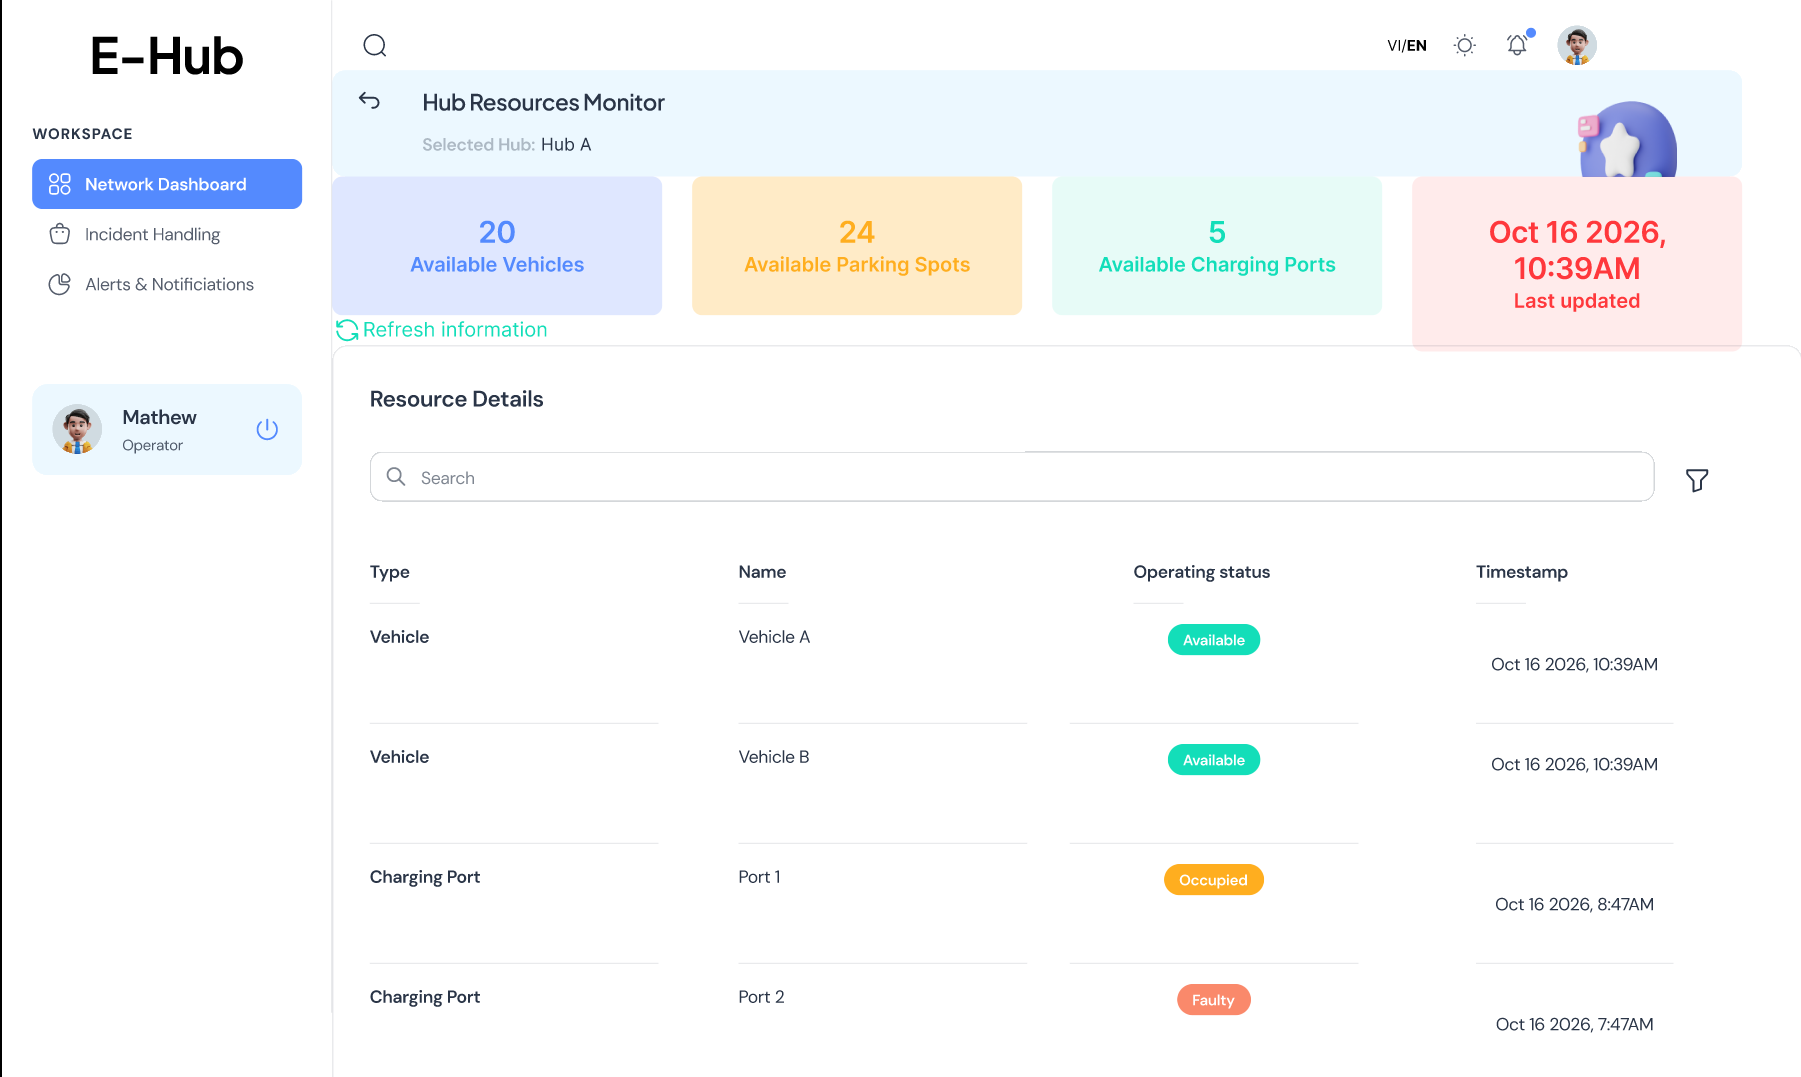 E-Hub
VI/EN
WORKSPACE
Network Dashboard
Incident Handling
Alerts & Notificiations
Mathew
Operator
Hub Resources Monitor
Selected Hub: Hub A
20
Available Vehicles
24
Available Parking Spots
5
Available Charging Ports
Oct 16 2026,
10:39AM
Last updated
Refresh information
Resource Details
Search
Type Name Operating status Timestamp
Vehicle Vehicle A Available Oct 16 2026, 10:39AM
Vehicle Vehicle B Available Oct 16 2026, 10:39AM
Charging Port Port 1 Occupied Oct 16 2026, 8:47AM
Charging Port Port 2 Faulty Oct 16 2026, 7:47AM